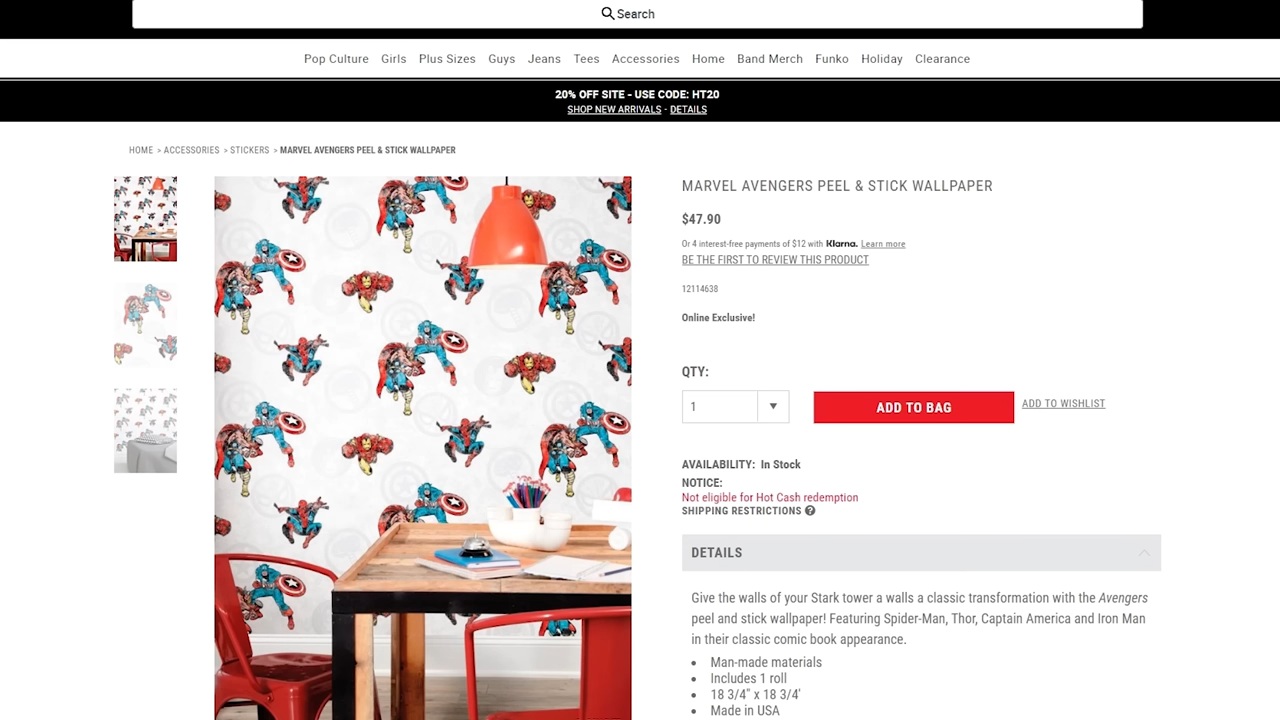 Search
Pop Culture Girls Plus Sizes Guys Jeans Tees Accessories Home Band Merch Funko Holiday Clearance
20% OFF SITE - USE CODE: HT20
SHOP NEW ARRIVALS - DETAILS
HOME > ACCESSORIES > STICKERS > MARVEL AVENGERS PEEL & STICK WALLPAPER
MARVEL AVENGERS PEEL & STICK WALLPAPER
$47.90
Or 4 interest-free payments of $12 with Klarna. Learn more
BE THE FIRST TO REVIEW THIS PRODUCT
12114638
Online Exclusive!
QTY:
1
ADD TO BAG
ADD TO WISHLIST
AVAILABILITY: In Stock
NOTICE:
Not eligible for Hot Cash redemption
SHIPPING RESTRICTIONS ?
DETAILS
Give the walls of your Stark tower a walls a classic transformation with the Avengers
peel and stick wallpaper! Featuring Spider-Man, Thor, Captain America and Iron Man
in their classic comic book appearance.
• Man-made materials
• Includes 1 roll
• 18 3/4" x 18 3/4'
• Made in USA